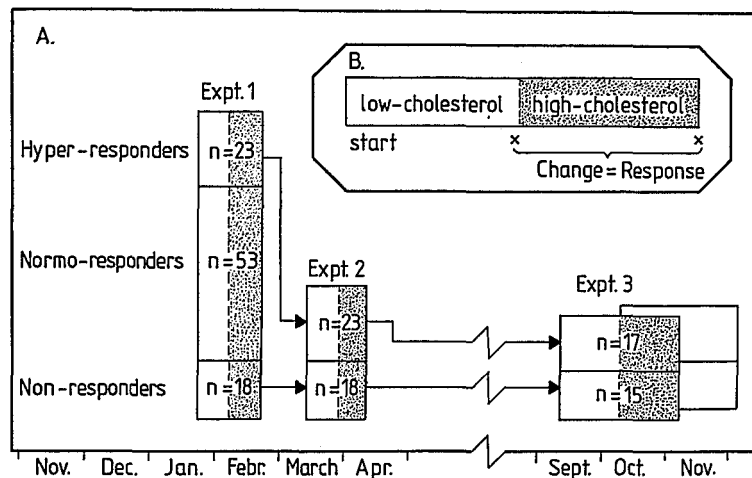 A.
B.
Expt. 1
low-cholesterol high-cholesterol
start × ×
Change = Response
Hyper-responders n=23
Normo-responders n=53
Expt. 2
Expt. 3
n=23 n=17
Non-responders n=18 n=18 n=15
Nov. Dec. Jan. Febr. March Apr. Sept. Oct. Nov.